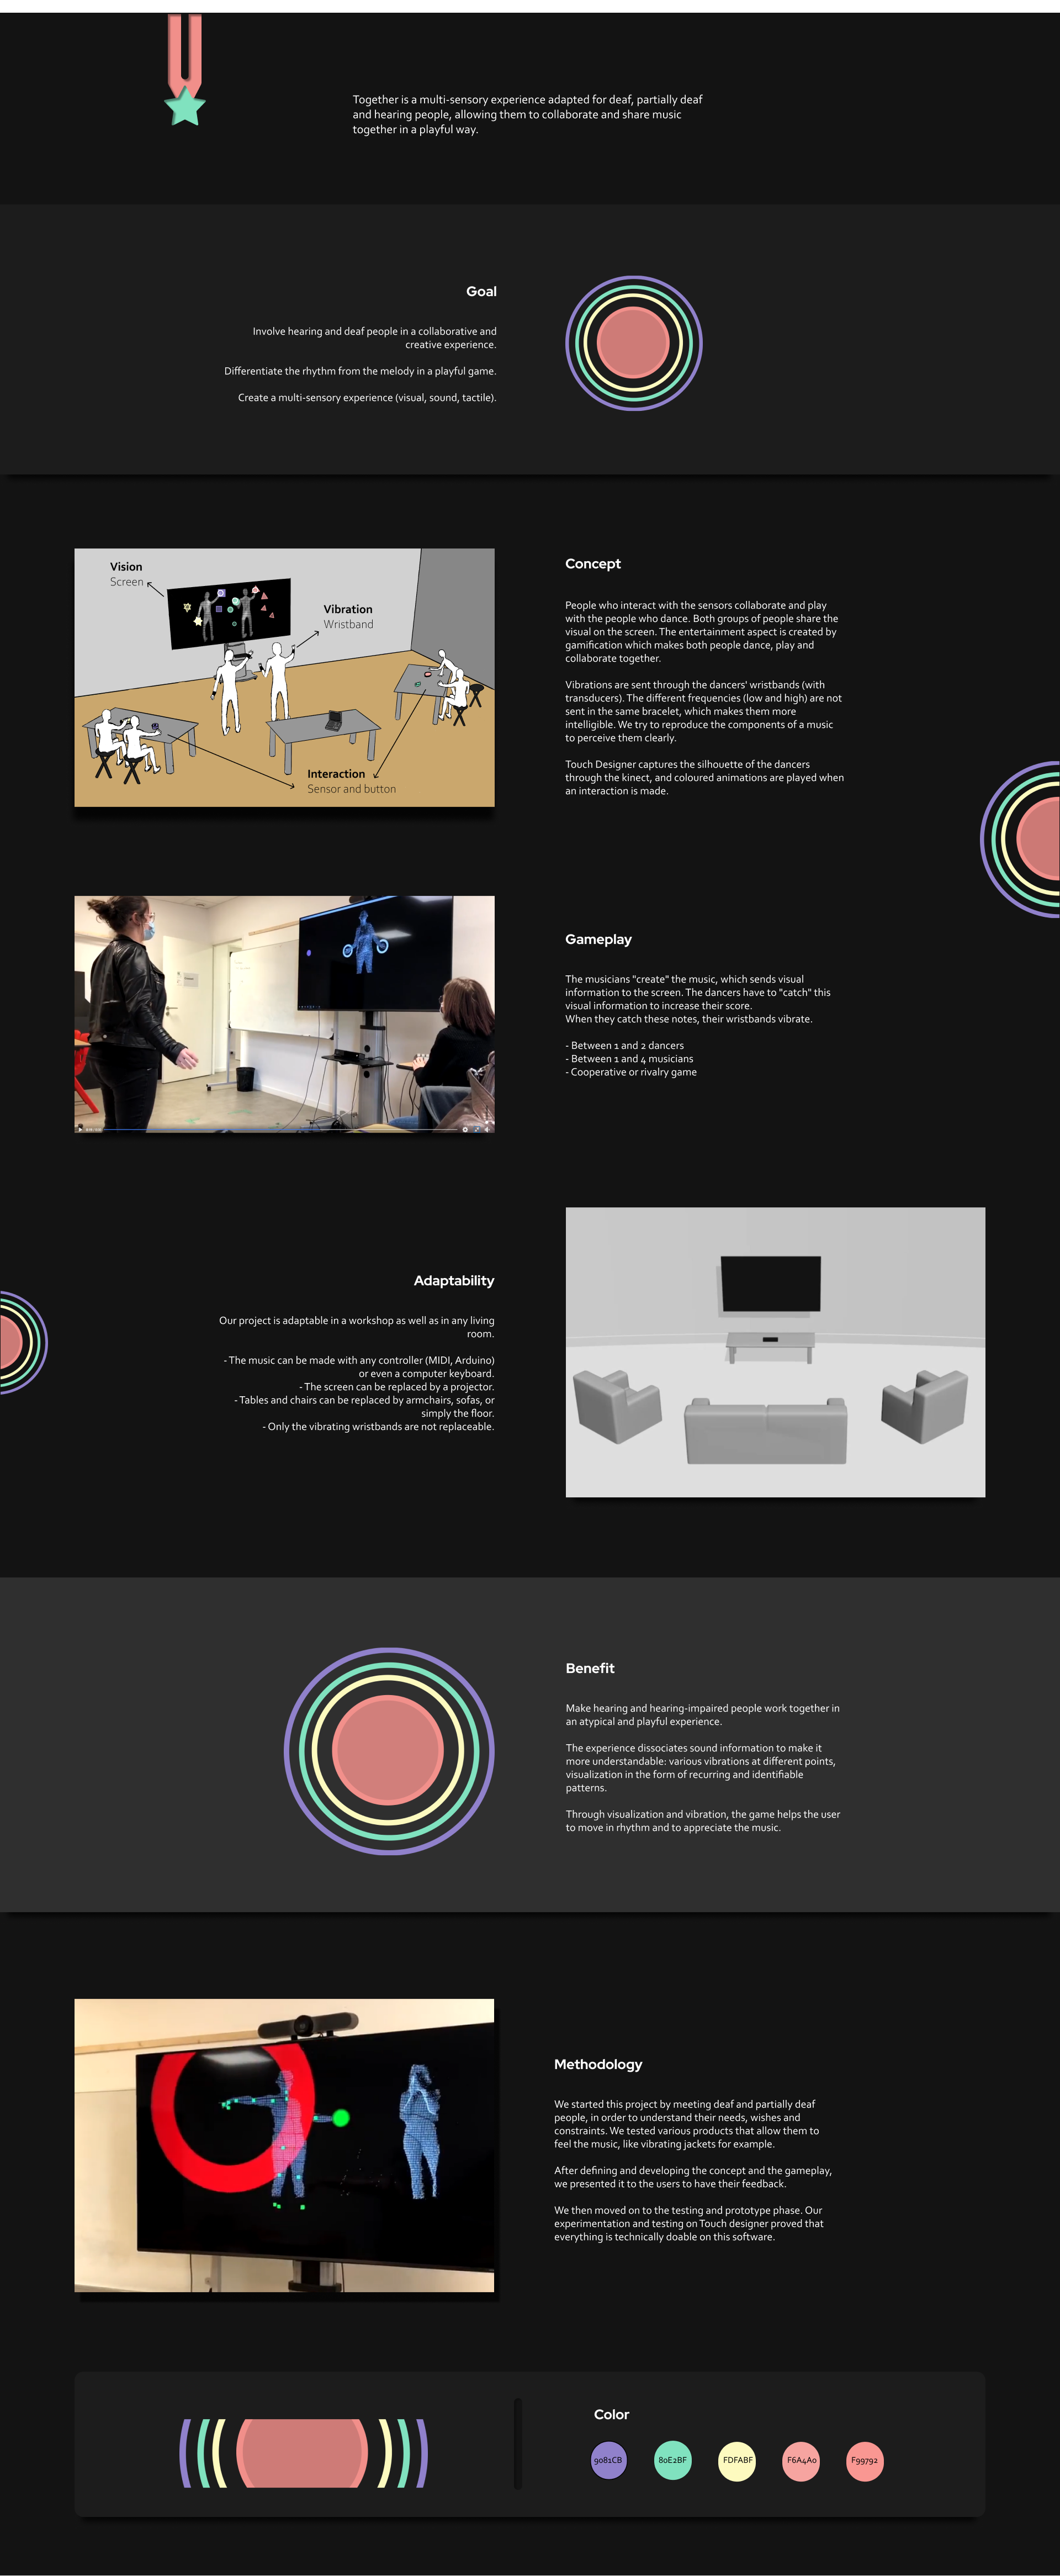 Together is a multi-sensory experience adapted for deaf, partially deaf
and hearing people, allowing them to collaborate and share music
together in a playful way.
Goal
Involve hearing and deaf people in a collaborative and
creative experience.
Differentiate the rhythm from the melody in a playful game.
Create a multi-sensory experience (visual, sound, tactile).
Vision
Screen
Vibration
Wristband
Interaction
Sensor and button
Concept
People who interact with the sensors collaborate and play
with the people who dance. Both groups of people share the
visual on the screen. The entertainment aspect is created by
gamification which makes both people dance, play and
collaborate together.
Vibrations are sent through the dancers' wristbands (with
transducers). The different frequencies (low and high) are not
sent in the same bracelet, which makes them more
intelligible. We try to reproduce the components of a music
to perceive them clearly.
Touch Designer captures the silhouette of the dancers
through the kinect, and coloured animations are played when
an interaction is made.
Gameplay
The musicians "create" the music, which sends visual
information to the screen. The dancers have to "catch" this
visual information to increase their score.
When they catch these notes, their wristbands vibrate.
- Between 1 and 2 dancers
- Between 1 and 4 musicians
- Cooperative or rivalry game
Adaptability
Our project is adaptable in a workshop as well as in any living
room.
- The music can be made with any controller (MIDI, Arduino)
or even a computer keyboard.
- The screen can be replaced by a projector.
- Tables and chairs can be replaced by armchairs, sofas, or
simply the floor.
- Only the vibrating wristbands are not replaceable.
Benefit
Make hearing and hearing-impaired people work together in
an atypical and playful experience.
The experience dissociates sound information to make it
more understandable: various vibrations at different points,
visualization in the form of recurring and identifiable
patterns.
Through visualization and vibration, the game helps the user
to move in rhythm and to appreciate the music.
Methodology
We started this project by meeting deaf and partially deaf
people, in order to understand their needs, wishes and
constraints. We tested various products that allow them to
feel the music, like vibrating jackets for example.
After defining and developing the concept and the gameplay,
we presented it to the users to have their feedback.
We then moved on to the testing and prototype phase. Our
experimentation and testing on Touch designer proved that
everything is technically doable on this software.
Color
9081CB
80E2BF
FDFABF
F6A4A0
F99792